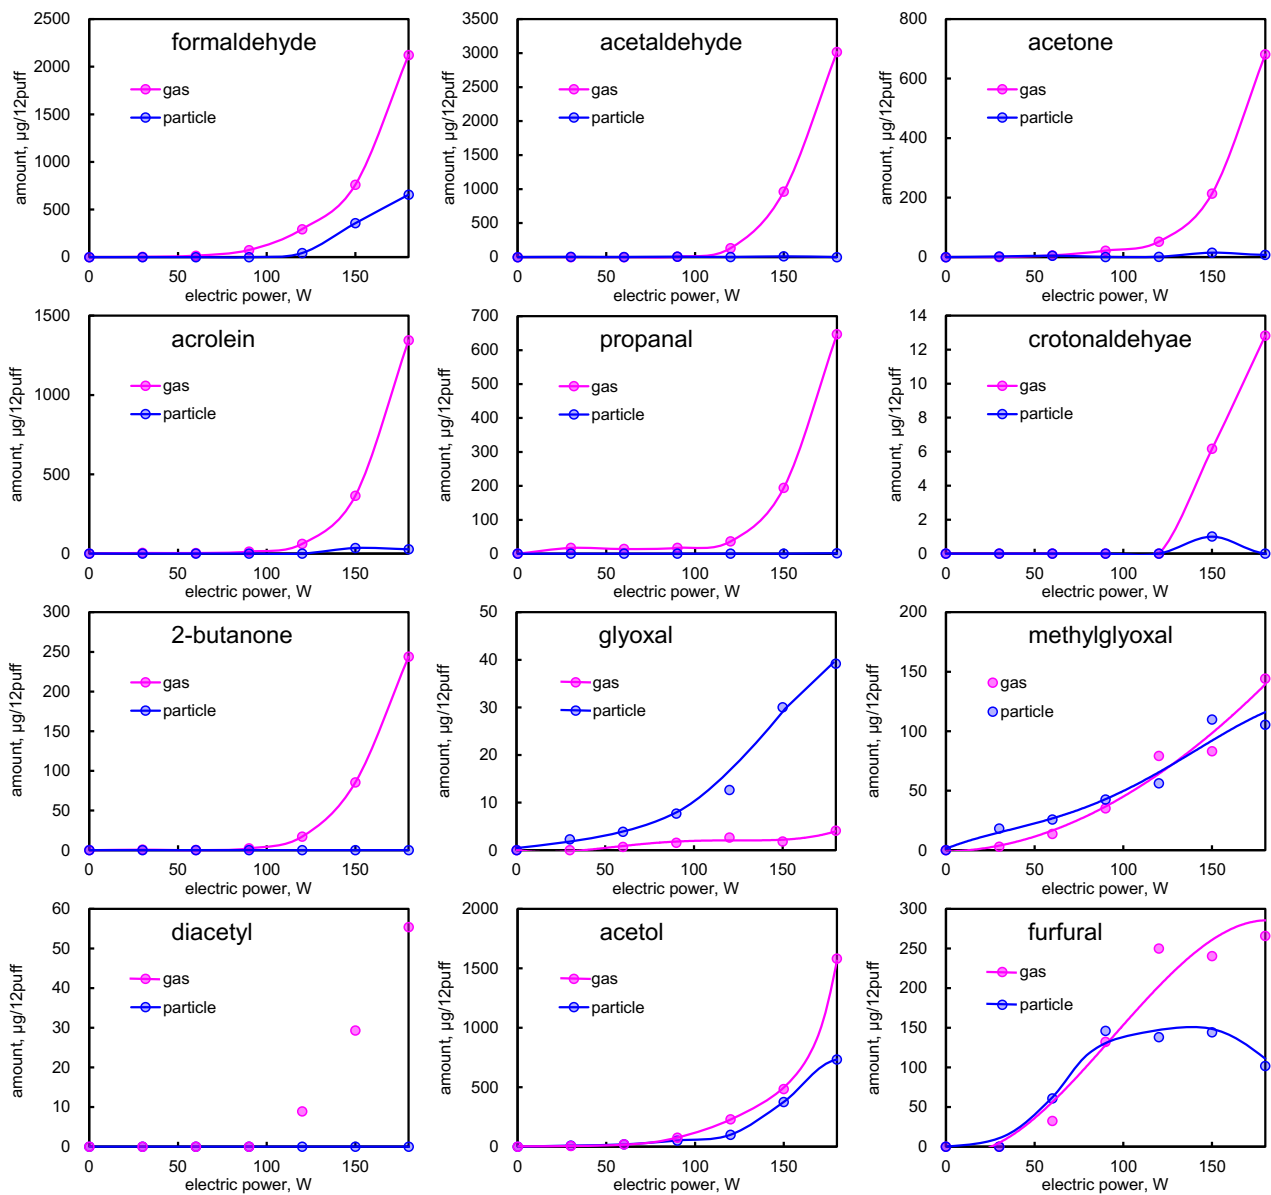 formaldehyde
amount, µg/12puff
2500
2000
1500
1000
500
0
gas
particle
0 50 100 150
electric power, W
acetaldehyde
amount, µg/12puff
3500
3000
2500
2000
1500
1000
500
0
gas
particle
0 50 100 150
electric power, W
acetone
amount, µg/12puff
800
600
400
200
0
gas
particle
0 50 100 150
electric power, W
acrolein
amount, µg/12puff
1500
1000
500
0
gas
particle
0 50 100 150
electric power, W
propanal
amount, µg/12puff
700
600
500
400
300
200
100
0
gas
particle
0 50 100 150
electric power, W
crotonaldehyae
amount, µg/12puff
14
12
10
8
6
4
2
0
gas
particle
0 50 100 150
electric power, W
2-butanone
amount, µg/12puff
300
250
200
150
100
50
0
gas
particle
0 50 100 150
electric power, W
glyoxal
amount, µg/12puff
50
40
30
20
10
0
gas
particle
0 50 100 150
electric power, W
methylglyoxal
amount, µg/12puff
200
150
100
50
0
gas
particle
0 50 100 150
electric power, W
diacetyl
amount, µg/12puff
60
50
40
30
20
10
0
gas
particle
0 50 100 150
electric power, W
acetol
amount, µg/12puff
2000
1500
1000
500
0
gas
particle
0 50 100 150
electric power, W
furfural
amount, µg/12puff
300
250
200
150
100
50
0
gas
particle
0 50 100 150
electric power, W